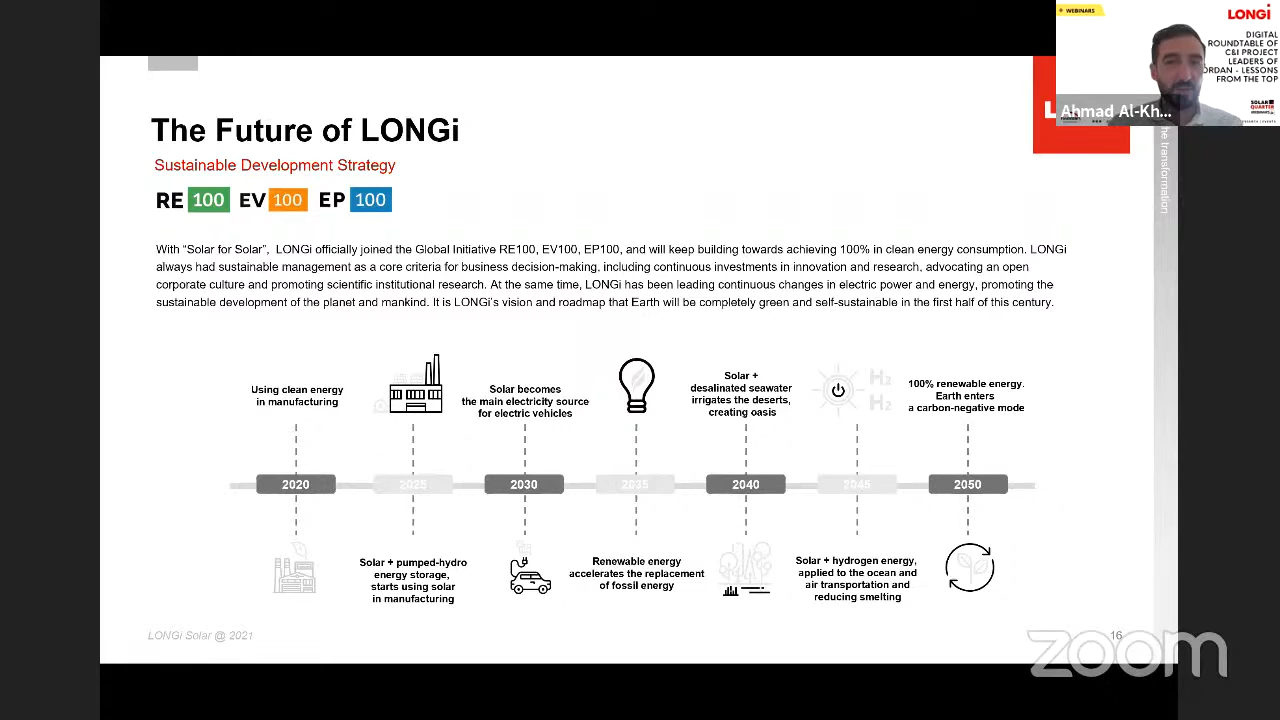 WEBINARS
LONGi
DIGITAL
ROUNDTABLE OF
C&I PROJECT
LEADERS OF
ORDAN - LESSONS
FROM THE TOP
SOLAR
QUARTER
Ahmad Al-Kh...
L
he transformation
The Future of LONGi
Sustainable Development Strategy
RE 100 EV 100 EP 100
With “Solar for Solar”, LONGi officially joined the Global Initiative RE100, EV100, EP100, and will keep building towards achieving 100% in clean energy consumption. LONGi
always had sustainable management as a core criteria for business decision-making, including continuous investments in innovation and research, advocating an open
corporate culture and promoting scientific institutional research. At the same time, LONGi has been leading continuous changes in electric power and energy, promoting the
sustainable development of the planet and mankind. It is LONGi’s vision and roadmap that Earth will be completely green and self-sustainable in the first half of this century.
Using clean energy
in manufacturing
Solar becomes
the main electricity source
for electric vehicles
Solar +
desalinated seawater
irrigates the deserts,
creating oasis
H2
H2
100% renewable energy.
Earth enters
a carbon-negative mode
2020 2025 2030 2035 2040 2045 2050
Solar + pumped-hydro
energy storage,
starts using solar
in manufacturing
Renewable energy
accelerates the replacement
of fossil energy
Solar + hydrogen energy,
applied to the ocean and
air transportation and
reducing smelting
LONGi Solar @ 2021
16
zoom